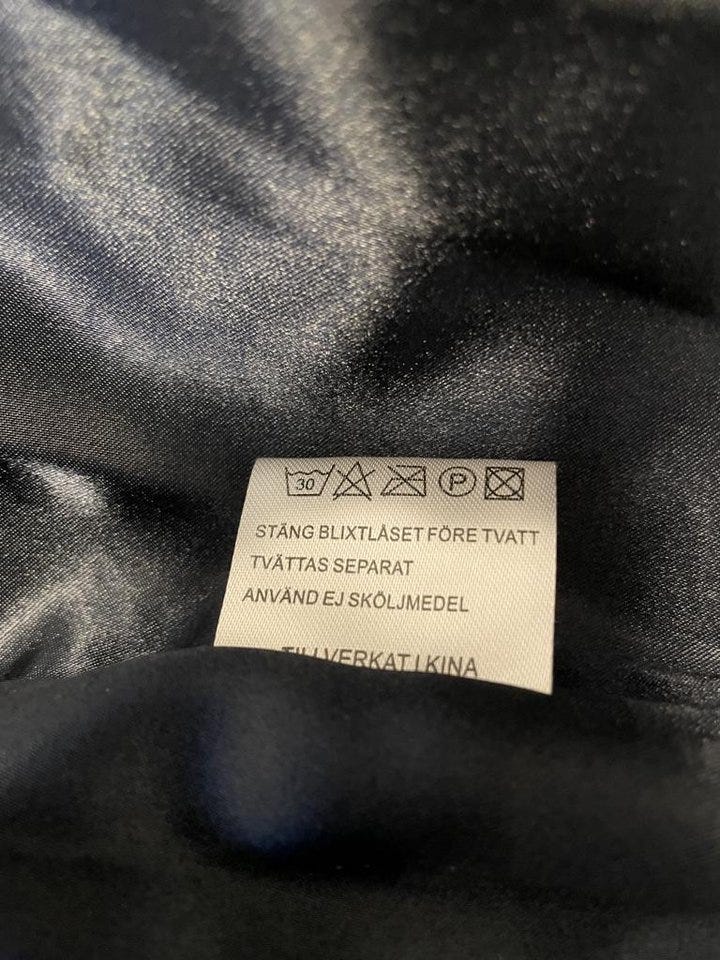 30 P
STÄNG BLIXTLÅSET FÖRE TVATT
TVÄTTAS SEPARAT
ANVÄND EJ SKÖLJMEDEL
TILLVERKAT I KINA